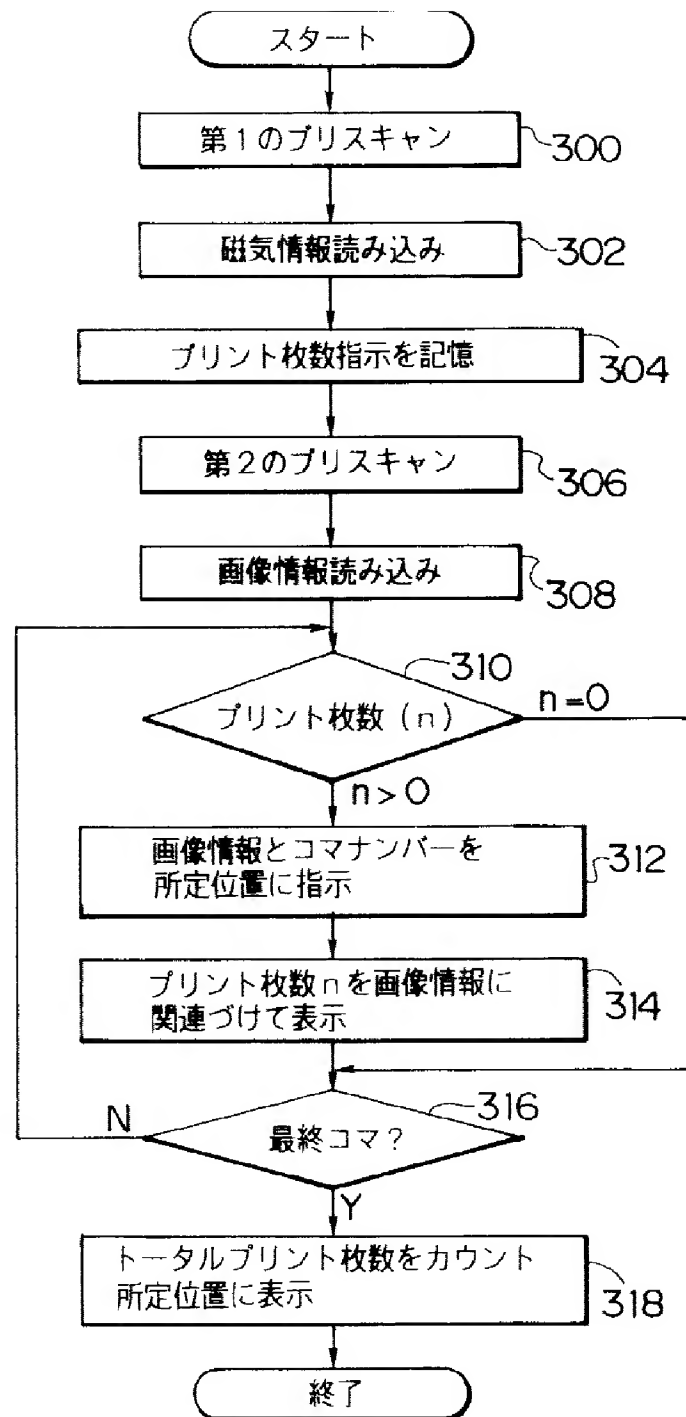 スタート
第1のプリスキャン
300
磁気情報読み込み
302
プリント枚数指示を記憶
304
第2のプリスキャン
306
画像情報読み込み
308
310
プリント枚数（n）
n=0
n>0
画像情報とコマナンバーを
所定位置に指示
312
プリント枚数nを画像情報に
関連づけて表示
314
316
N
最終コマ？
Y
トータルプリント枚数をカウント
所定位置に表示
318
終了